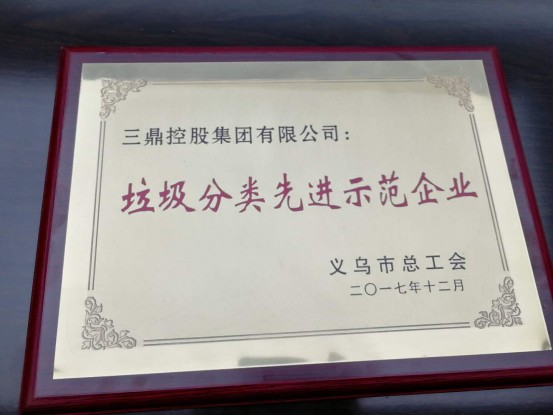 三鼎控股集团有限公司：
垃圾分类先进示范企业
义乌市总工会
二〇一七年十二月